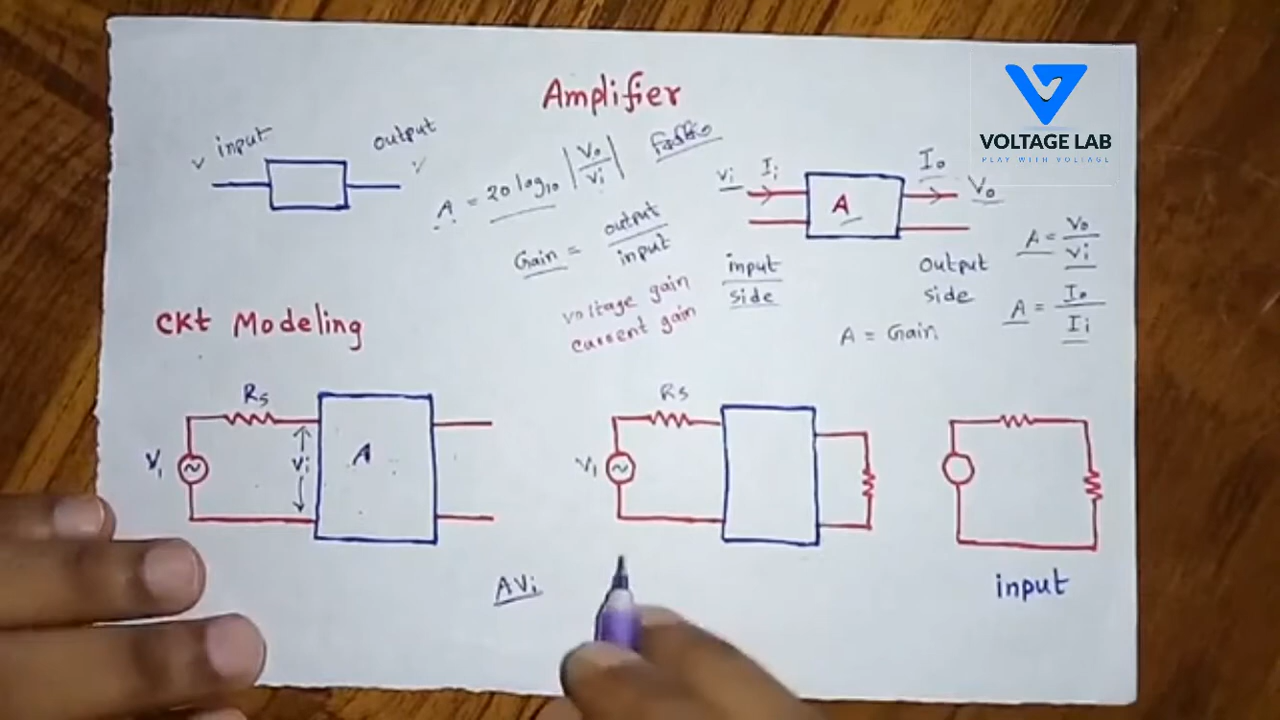 Amplifier
VOLTAGE LAB
PLAY WITH VOLTAGE
input
output
A = 20 log10 |Vo/Vi|
Gain = output/input
voltage gain
current gain
Vi Ii
A
Io
Vo
input side
output side
A = Vo/Vi
A = Io/Ii
A = Gain
CKt Modeling
Rs
V1
Vi
A
AVi
Rs
V1
input